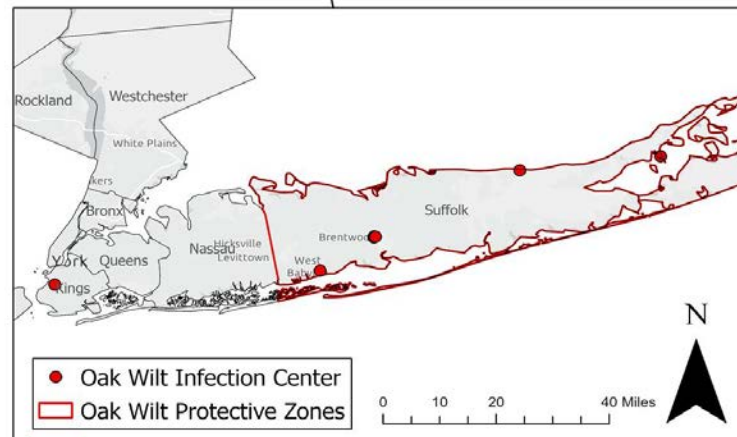 Rockland
Westchester
White Plains
kers
Bronx
York
Queens
Kings
Nassau
Hicksville
Levittown
Suffolk
Brentwood
West
Baby
N
Oak Wilt Infection Center
Oak Wilt Protective Zones
0 20 40 Miles